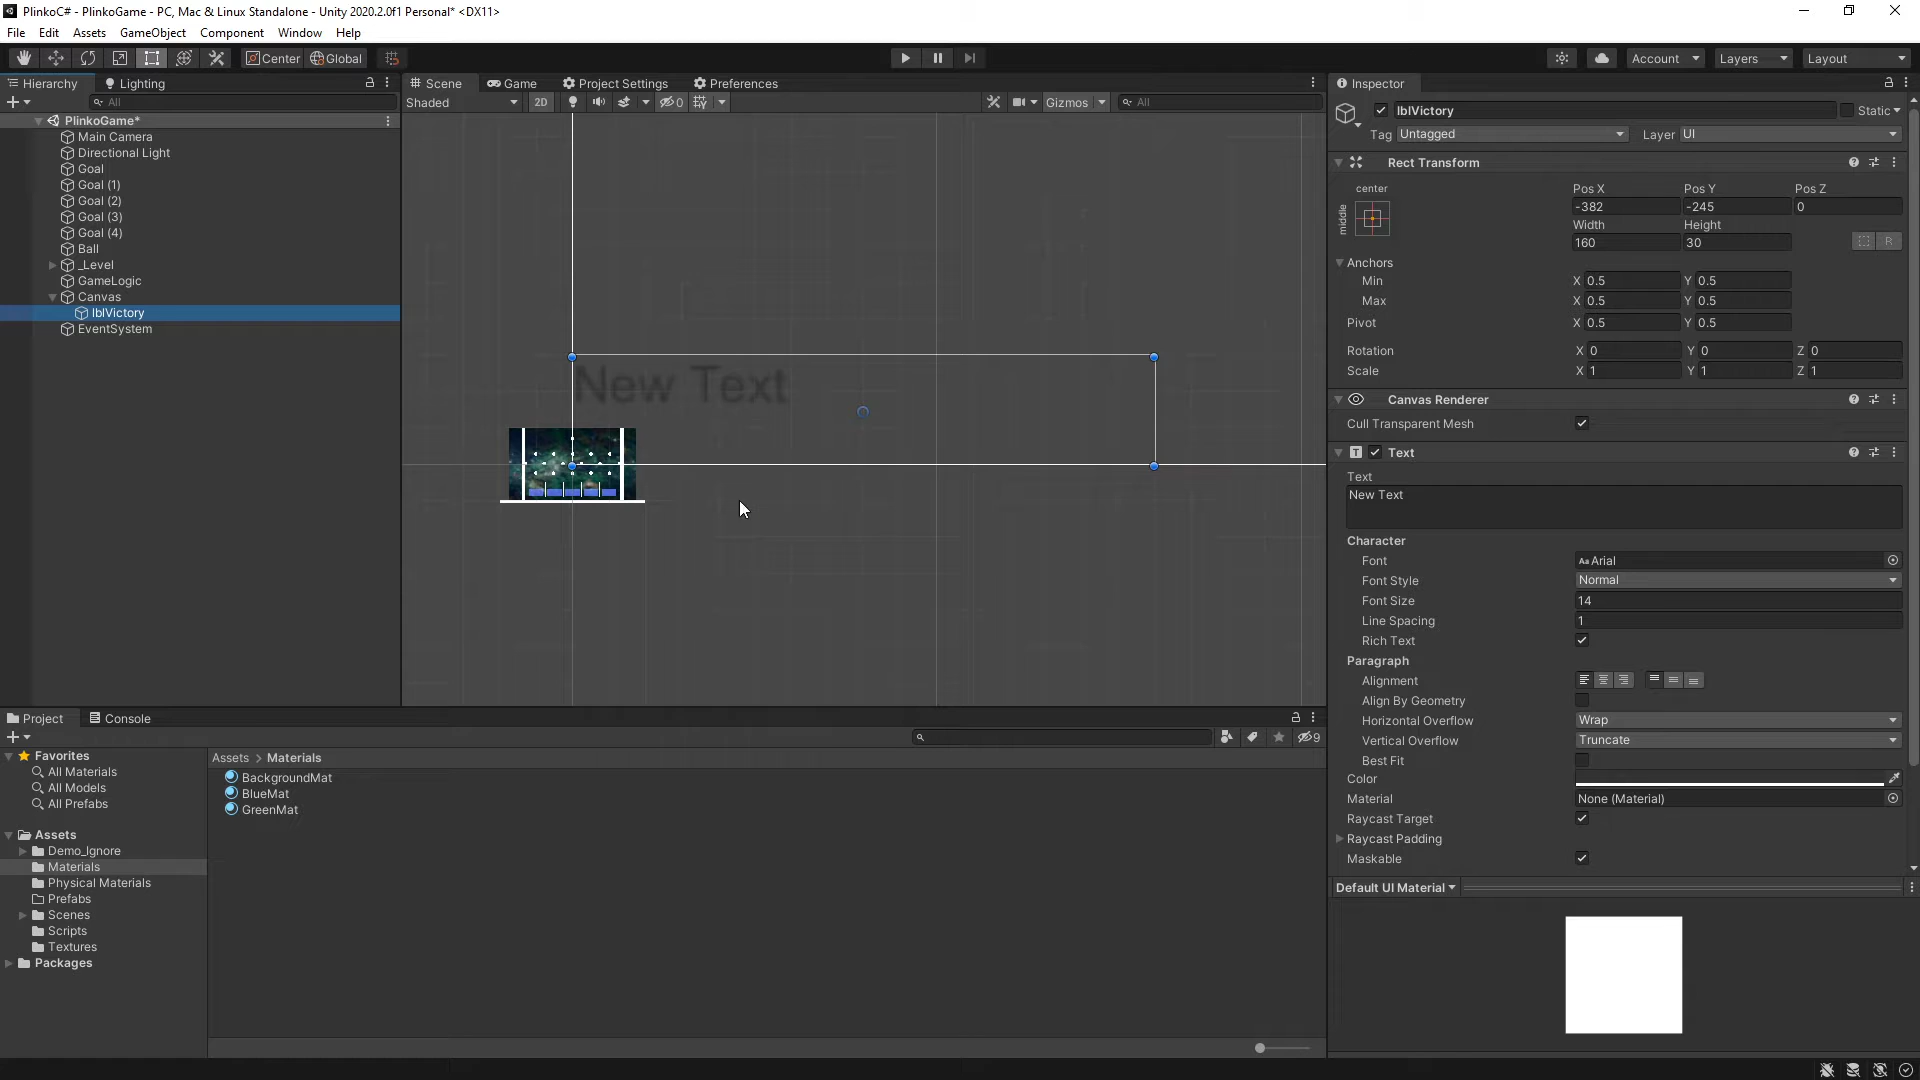 PlinkoC# - PlinkoGame - PC, Mac & Linux Standalone - Unity 2020.2.0f1 Personal* <DX11>
File Edit Assets GameObject Component Window Help
Center Global Account Layers Layout
Hierarchy Lighting
All
PlinkoGame*
Main Camera
Directional Light
Goal
Goal (1)
Goal (2)
Goal (3)
Goal (4)
Ball
_Level
GameLogic
Canvas
lblVictory
EventSystem
Scene Game Project Settings Preferences
Shaded 2D 0 Gizmos All
New Text
Inspector
lblVictory Static
Tag Untagged Layer UI
Rect Transform
center
middle
Pos X Pos Y Pos Z
-382 -245 0
Width Height
160 30
R
Anchors
Min X 0.5 Y 0.5
Max X 0.5 Y 0.5
Pivot X 0.5 Y 0.5
Rotation X 0 Y 0 Z 0
Scale X 1 Y 1 Z 1
Canvas Renderer
Cull Transparent Mesh
Text
Text
New Text
Character
Font Aa Arial
Font Style Normal
Font Size 14
Line Spacing 1
Rich Text
Paragraph
Alignment
Align By Geometry
Horizontal Overflow Wrap
Vertical Overflow Truncate
Best Fit
Color
Material None (Material)
Raycast Target
Raycast Padding
Maskable
Default UI Material
Project Console
9
Favorites
All Materials
All Models
All Prefabs
Assets
Demo_Ignore
Materials
Physical Materials
Prefabs
Scenes
Scripts
Textures
Packages
Assets > Materials
BackgroundMat
BlueMat
GreenMat